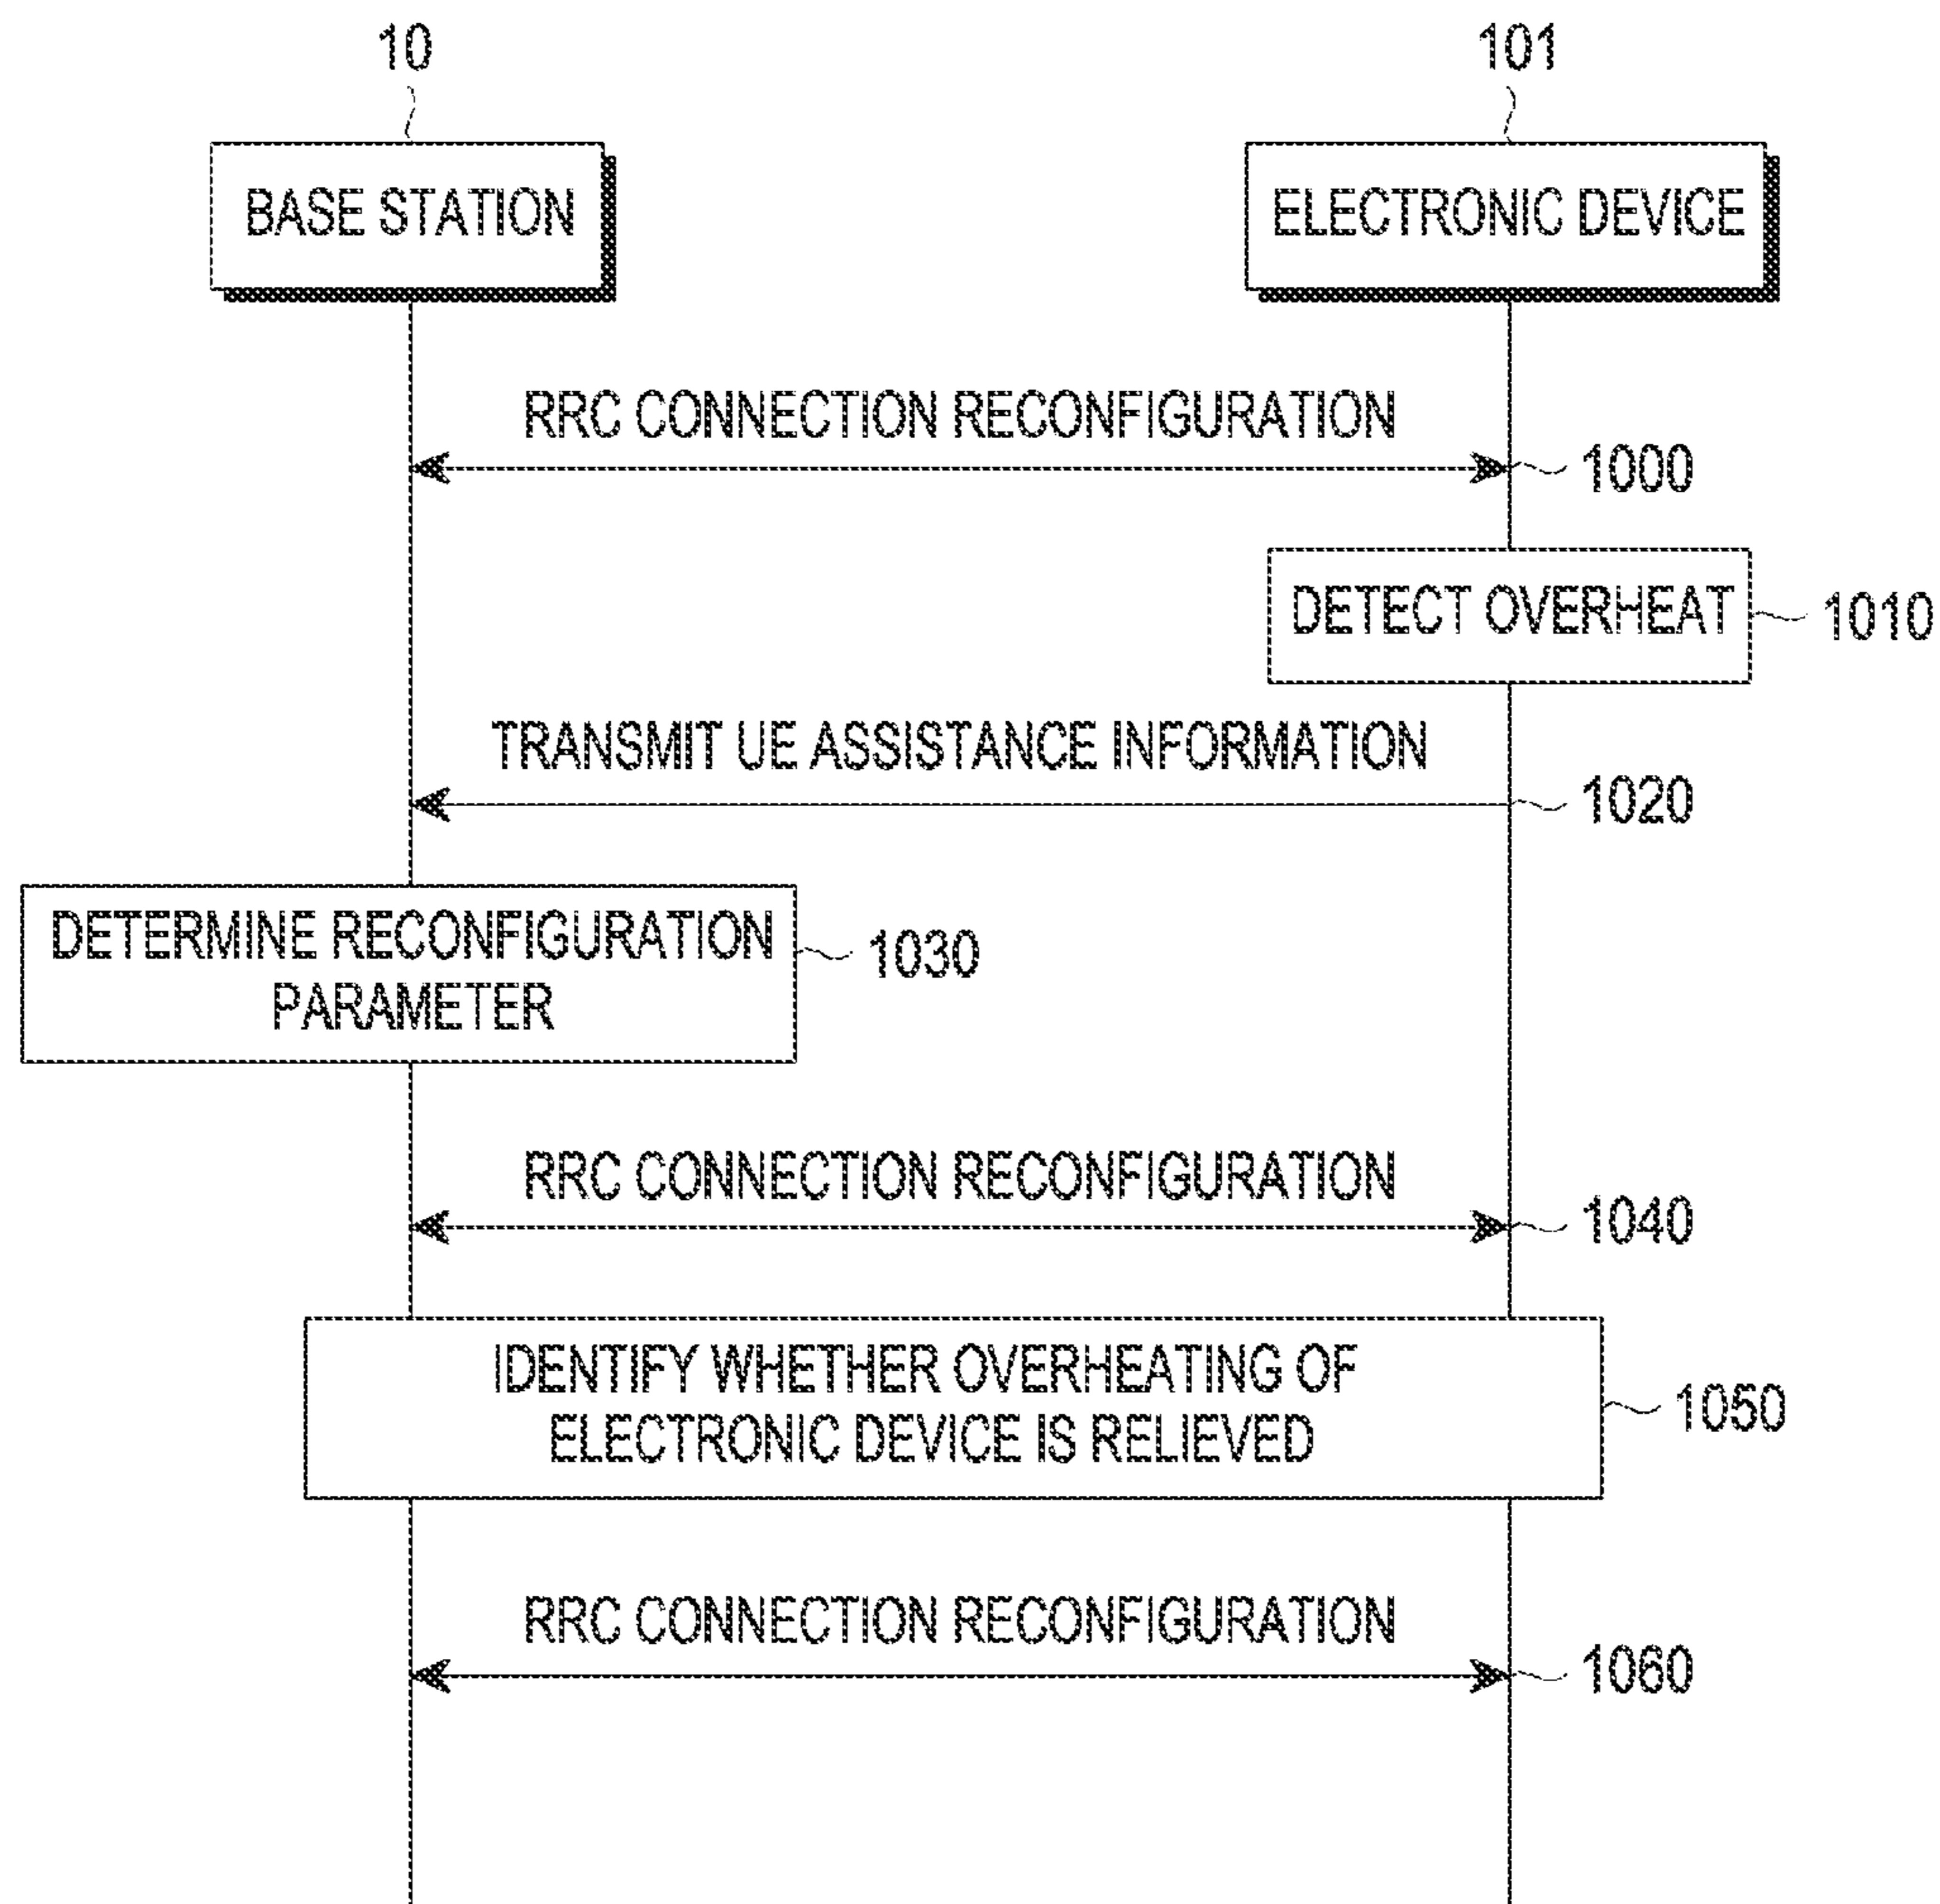 10
101
BASE STATION
ELECTRONIC DEVICE
RRC CONNECTION RECONFIGURATION
1000
DETECT OVERHEAT
1010
TRANSMIT UE ASSISTANCE INFORMATION
1020
DETERMINE RECONFIGURATION
PARAMETER
1030
RRC CONNECTION RECONFIGURATION
1040
IDENTIFY WHETHER OVERHEATING OF
ELECTRONIC DEVICE IS RELIEVED
1050
RRC CONNECTION RECONFIGURATION
1060